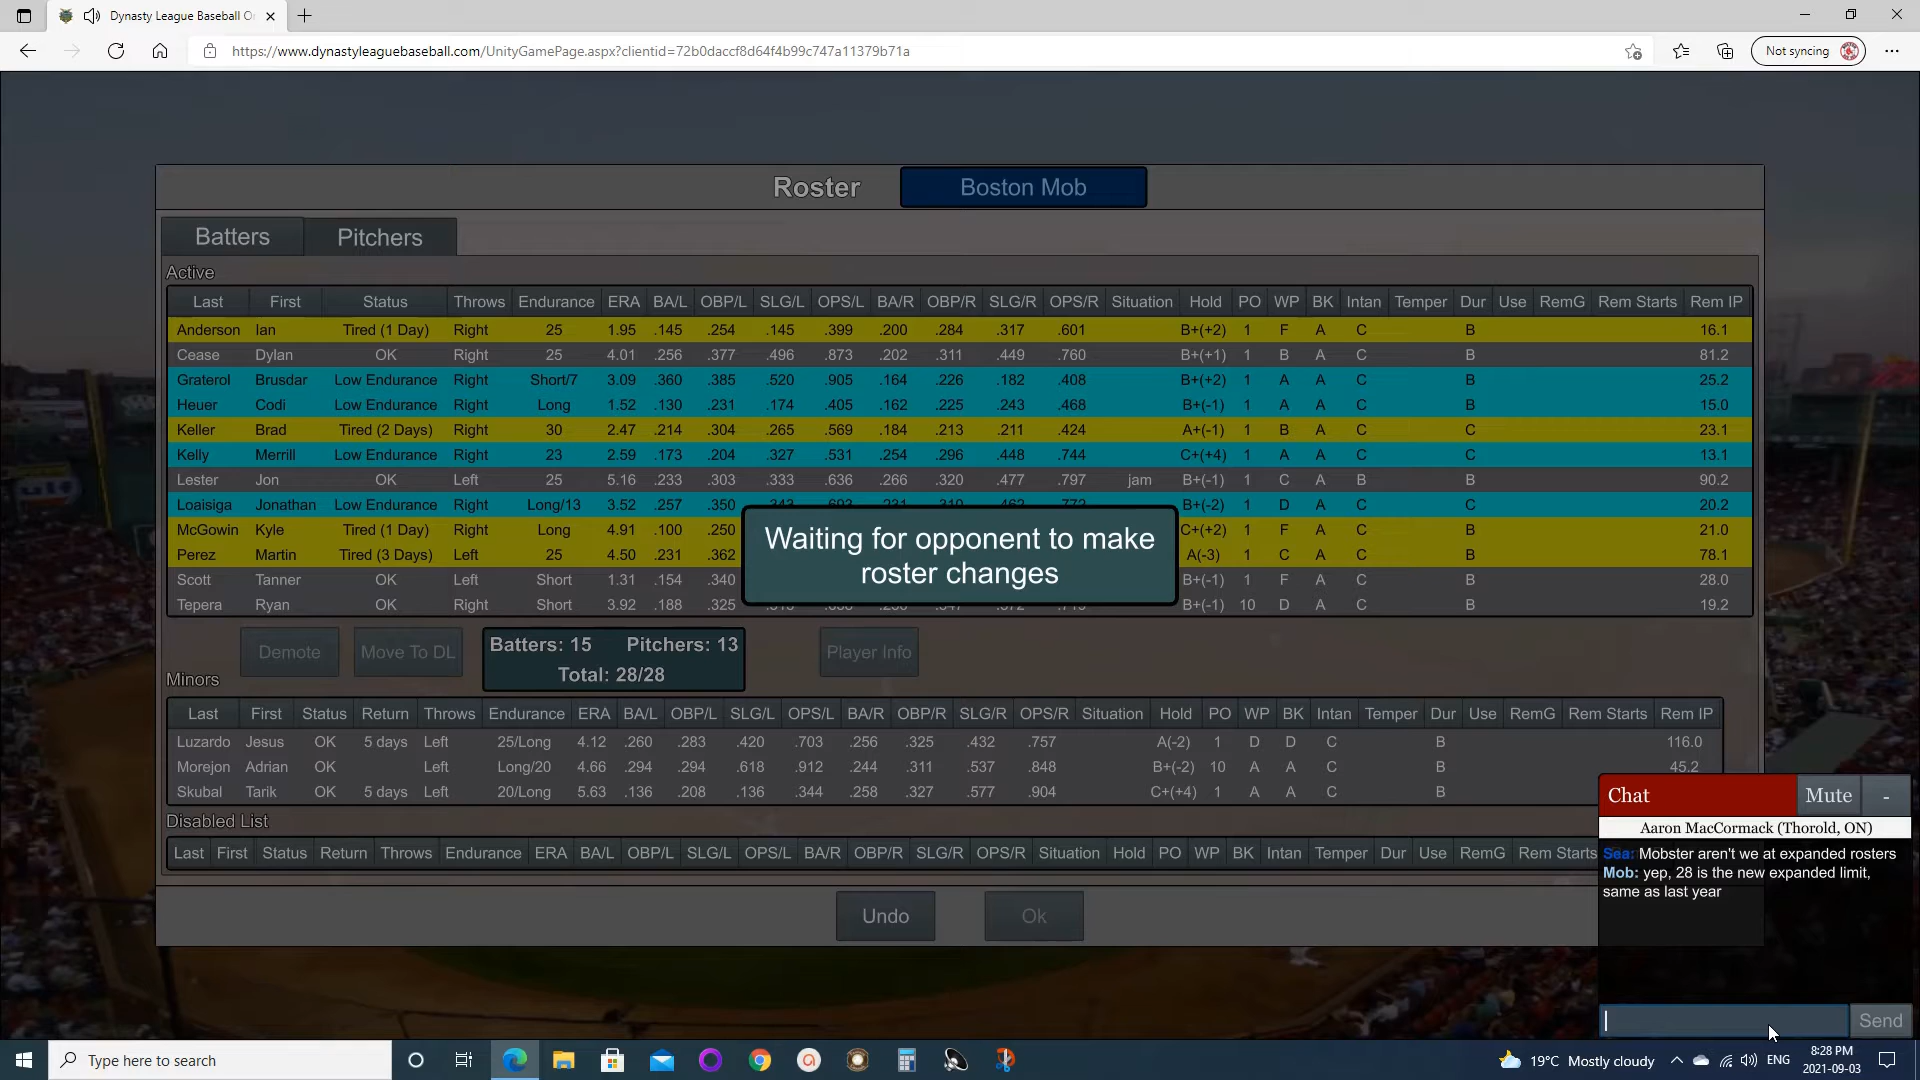 Dynasty League Baseball On
https://www.dynastyleaguebaseball.com/UnityGamePage.aspx?clientid=72b0daccf8d64f4b99c747a11379b71a
Not syncing
Roster Boston Mob
Batters Pitchers
Active
Last First Status Throws Endurance ERA BA/L OBP/L SLG/L OPS/L BA/R OBP/R SLG/R OPS/R Situation Hold PO WP BK Intan Temper Dur Use RemG Rem Starts Rem IP
Anderson Ian Tired (1 Day) Right 25 1.95 .145 .254 .145 .399 .200 .284 .317 .601 B+(+2) 1 F A C B 16.1
Cease Dylan OK Right 25 4.01 .256 .377 .496 .873 .202 .311 .449 .760 B+(+1) 1 B A C B 81.2
Graterol Brusdar Low Endurance Right Short/7 3.09 .360 .385 .520 .905 .164 .226 .182 .408 B+(+2) 1 A A C B 25.2
Heuer Codi Low Endurance Right Long 1.52 .130 .231 .174 .405 .162 .225 .243 .468 B+(-1) 1 A A C B 15.0
Keller Brad Tired (2 Days) Right 30 2.47 .214 .304 .265 .569 .184 .213 .211 .424 A+(-1) 1 B A C C 23.1
Kelly Merrill Low Endurance Right 23 2.59 .173 .204 .327 .531 .254 .296 .448 .744 C+(+4) 1 A A C C 13.1
Lester Jon OK Left 25 5.16 .233 .303 .333 .636 .266 .320 .477 .797 jam B+(-1) 1 C A B B 90.2
Loaisiga Jonathan Low Endurance Right Long/13 3.52 .257 .350 B+(-2) 1 D A C C 20.2
McGowin Kyle Tired (1 Day) Right Long 4.91 .100 .250 C+(+2) 1 F A C B 21.0
Perez Martin Tired (3 Days) Left 25 4.50 .231 .362 A(-3) 1 C A C B 78.1
Scott Tanner OK Left Short 1.31 .154 .340 B+(-1) 1 F A C B 28.0
Tepera Ryan OK Right Short 3.92 .188 .325 B+(-1) 10 D A C B 19.2
Waiting for opponent to make
roster changes
Demote Move To DL Batters: 15 Pitchers: 13 Player Info
Total: 28/28
Minors
Last First Status Return Throws Endurance ERA BA/L OBP/L SLG/L OPS/L BA/R OBP/R SLG/R OPS/R Situation Hold PO WP BK Intan Temper Dur Use RemG Rem Starts Rem IP
Luzardo Jesus OK 5 days Left 25/Long 4.12 .260 .283 .420 .703 .256 .325 .432 .757 A(-2) 1 D D C B 116.0
Morejon Adrian OK Left Long/20 4.66 .294 .294 .618 .912 .244 .311 .537 .848 B+(-2) 10 A A C B 45.2
Skubal Tarik OK 5 days Left 20/Long 5.63 .136 .208 .136 .344 .258 .327 .577 .904 C+(+4) 1 A A C B
Disabled List
Last First Status Return Throws Endurance ERA BA/L OBP/L SLG/L OPS/L BA/R OBP/R SLG/R OPS/R Situation Hold PO WP BK Intan Temper Dur Use RemG Rem Starts
Undo Ok
Chat Mute -
Aaron MacCormack (Thorold, ON)
Sea: Mobster aren't we at expanded rosters
Mob: yep, 28 is the new expanded limit,
same as last year
Send
Type here to search
19°C Mostly cloudy ENG
8:28 PM
2021-09-03